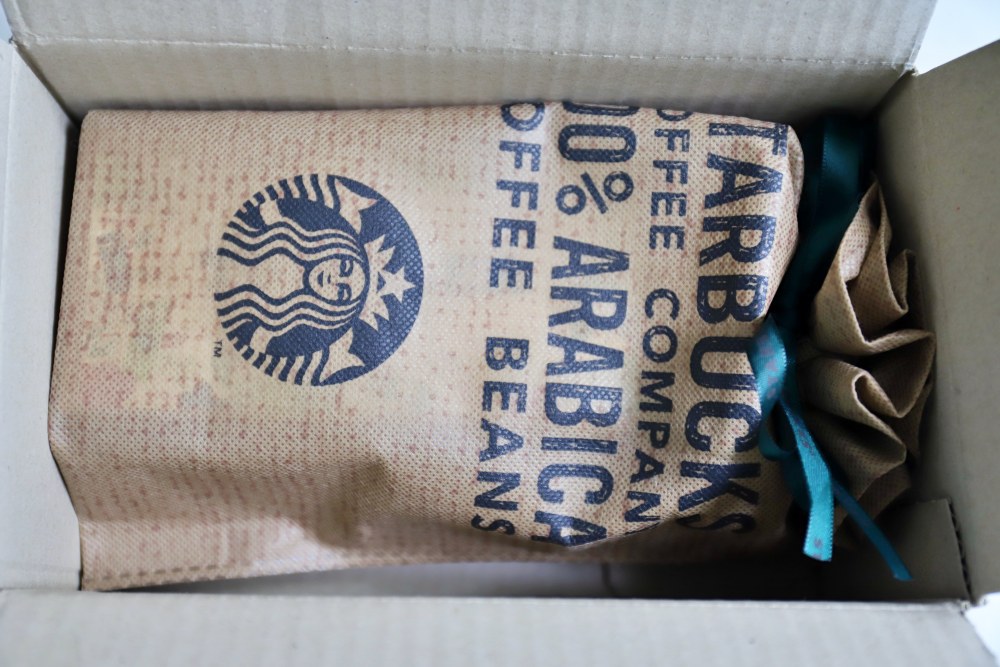 TARBUCKS
OFFEE COMPAN
00% ARABICA
OFFEE BEANS
TM